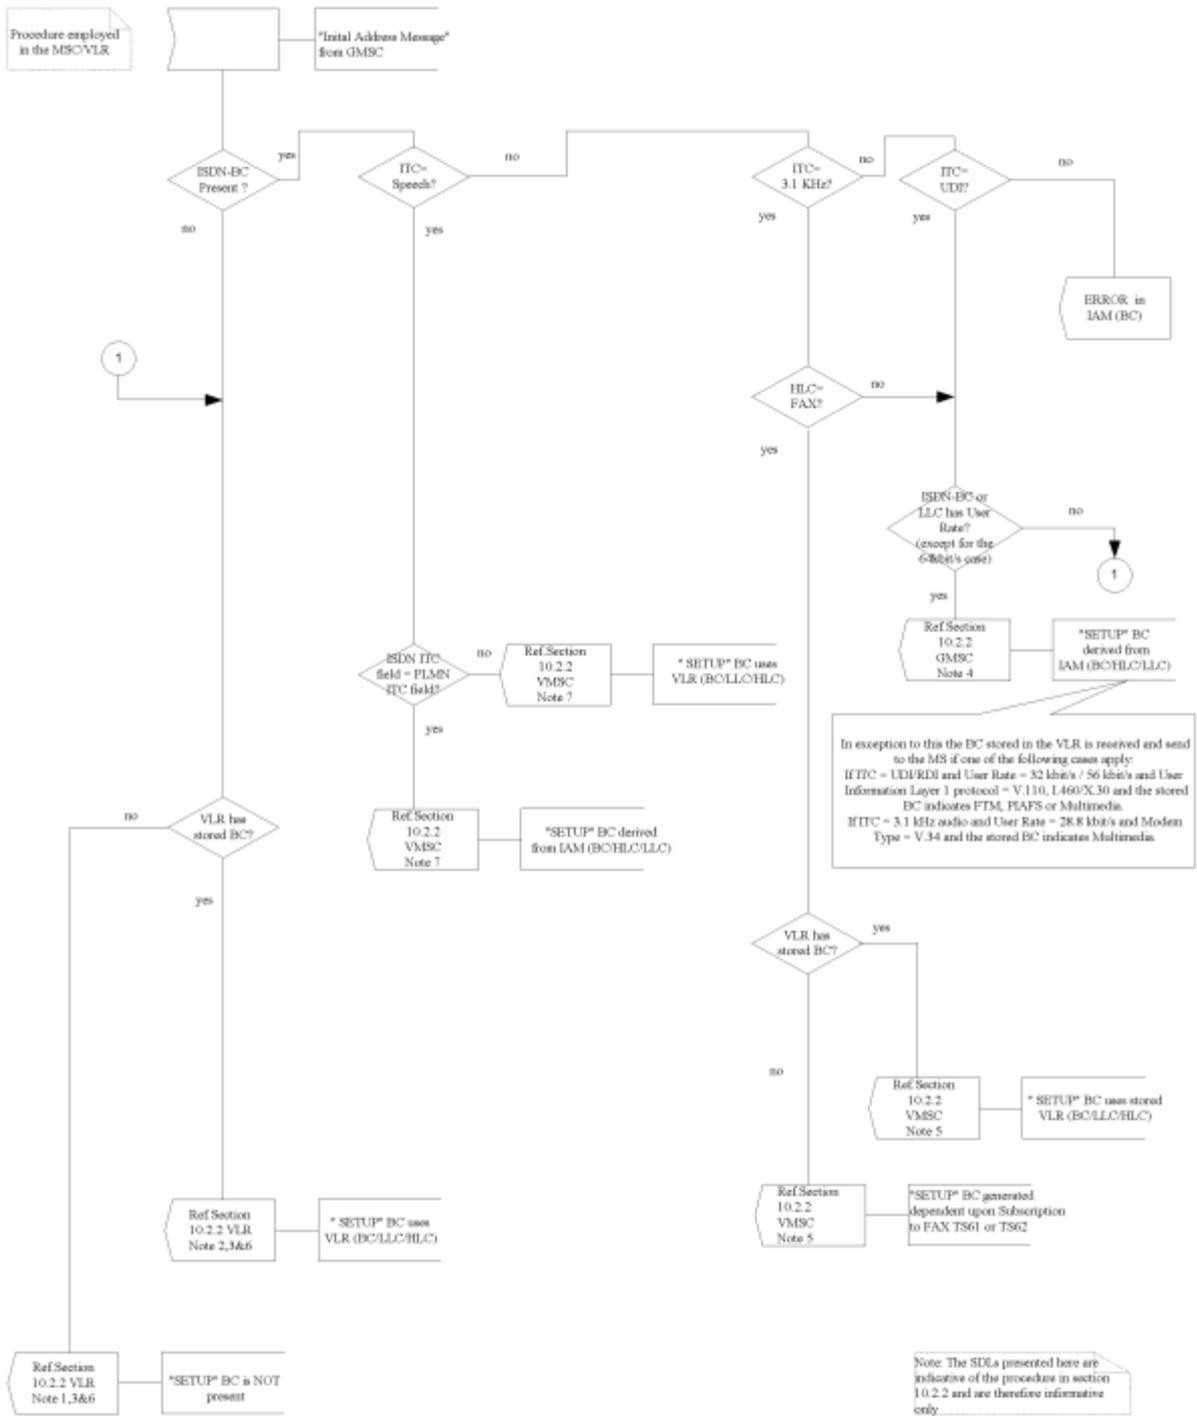 Procedure employed
in the MSC/VLR
"Inital Address Message"
from GMSC
ISDN-BC
Present ?
yes
no
ITC=
Speech?
no
yes
ITC=
3.1 KHz?
no
yes
ITC=
UDI?
no
yes
ERROR in
IAM (BC)
1
HLC=
FAX?
no
yes
ISDN-BC or
LLC has User
Rate?
(except for the
64kbit/s case)
no
1
yes
Ref.Section
10.2.2
GMSC
Note 4
"SETUP" BC
derived from
IAM (BC/HLC/LLC)
ISDN ITC
field = PLMN
ITC field?
no
Ref.Section
10.2.2
VMSC
Note 7
" SETUP" BC uses
VLR (BC/LLC/HLC)
yes
In exception to this the BC stored in the VLR is received and send
to the MS if one of the following cases apply:
If ITC = UDI/RDI and User Rate = 32 kbit/s / 56 kbit/s and User
Information Layer 1 protocol = V.110, I.460/X.30 and the stored
BC indicates FTM, PIAFS or Multimedia.
If ITC = 3.1 kHz audio and User Rate = 28.8 kbit/s and Modem
Type = V.34 and the stored BC indicates Multimedia.
Ref.Section
10.2.2
VMSC
Note 7
"SETUP" BC derived
from IAM (BC/HLC/LLC)
VLR has
stored BC?
no
yes
VLR has
stored BC?
yes
no
Ref.Section
10.2.2
VMSC
Note 5
" SETUP" BC uses stored
VLR (BC/LLC/HLC)
Ref.Section
10.2.2
VMSC
Note 5
"SETUP" BC generated
dependent upon Subscription
to FAX TS61 or TS62
Ref.Section
10.2.2 VLR
Note 2,3&6
" SETUP" BC uses
VLR (BC/LLC/HLC)
Ref.Section
10.2.2 VLR
Note 1,3&6
"SETUP" BC is NOT
present
Note: The SDLs presented here are
indicative of the procedure in section
10.2.2 and are therefore informative
only